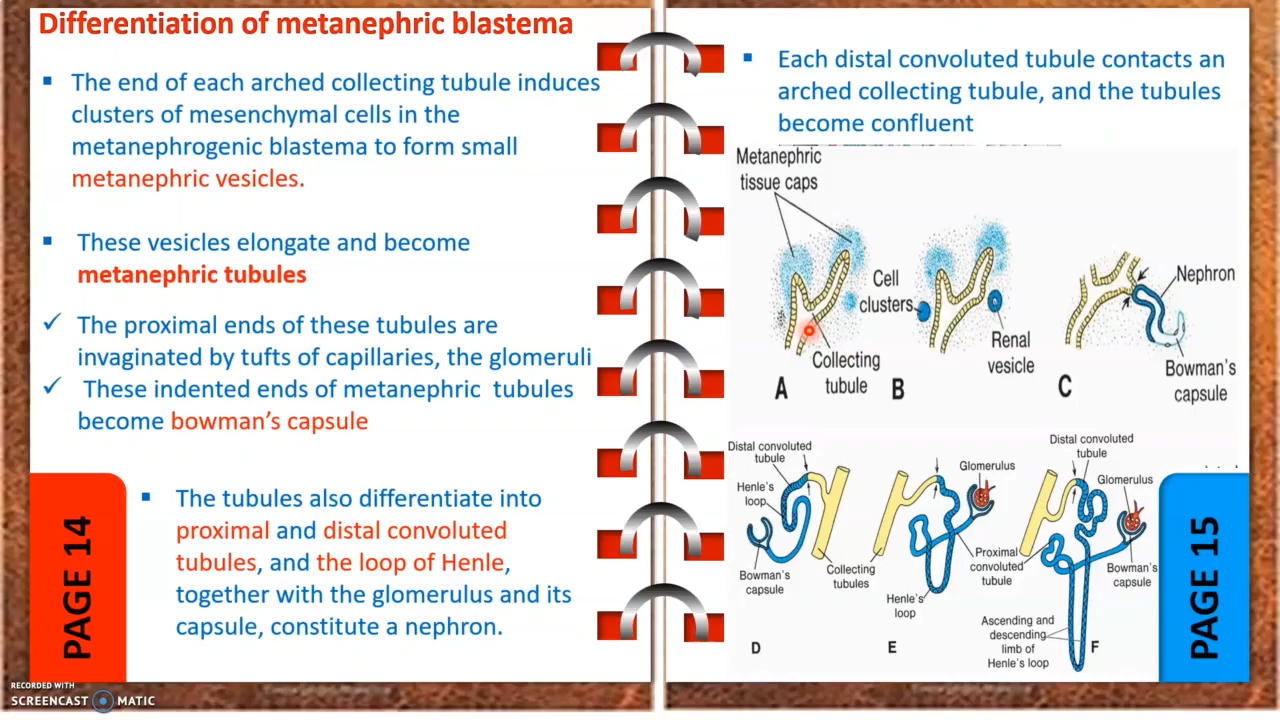 Differentiation of metanephric blastema
▪ The end of each arched collecting tubule induces
clusters of mesenchymal cells in the
metanephrogenic blastema to form small
metanephric vesicles.
▪ These vesicles elongate and become
metanephric tubules
✓ The proximal ends of these tubules are
invaginated by tufts of capillaries, the glomeruli
✓ These indented ends of metanephric tubules
become bowman's capsule
▪ The tubules also differentiate into
proximal and distal convoluted
tubules, and the loop of Henle,
together with the glomerulus and its
capsule, constitute a nephron.
PAGE 14
RECORDED WITH
SCREENCAST MATIC
▪ Each distal convoluted tubule contacts an
arched collecting tubule, and the tubules
become confluent
Metanephric
tissue caps
Cell
clusters
Collecting
tubule
Renal
vesicle
Nephron
Bowman's
capsule
A
B
C
Distal convoluted
tubule
Henle's
loop
Bowman's
capsule
Collecting
tubules
Glomerulus
Henle's
loop
Proximal
convoluted
tubule
Distal convoluted
tubule
Glomerulus
Bowman's
capsule
Ascending and
descending
limb of
Henle's loop
D
E
F
PAGE 15